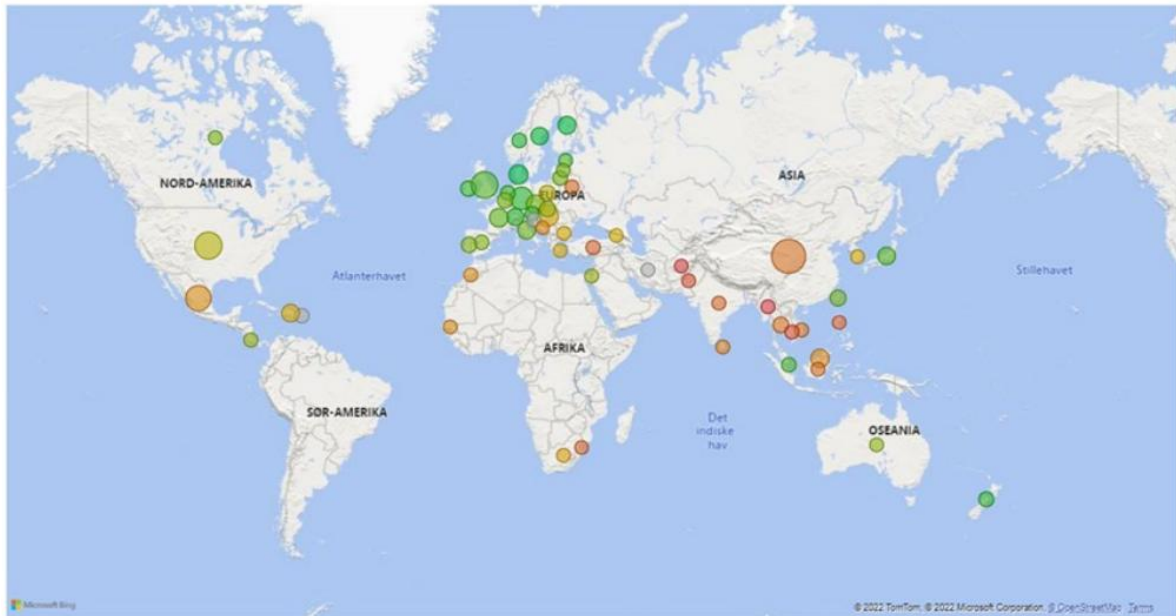 NORD-AMERIKA
ASIA
EUROPA
Atlanterhavet
Stillehavet
AFRIKA
SØR-AMERIKA
Det
indiske
hav
OSEANIA
Microsoft Bing
© 2022 TomTom, © 2022 Microsoft Corporation, © OpenStreetMap Terms